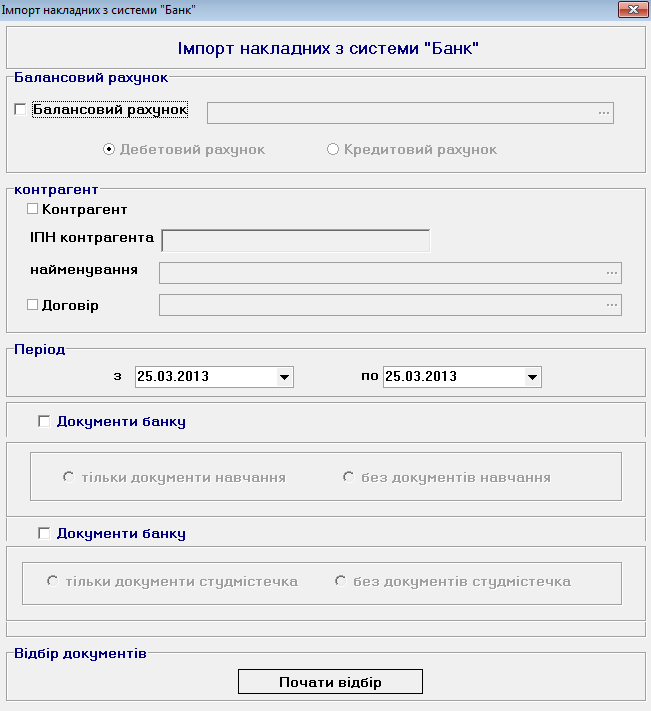 Імпорт накладних з системи "Банк"
Імпорт накладних з системи "Банк"
Балансовий рахунок
Балансовий рахунок ...
Дебетовий рахунок Кредитовий рахунок
контрагент
Контрагент
ІПН контрагента
найменування ...
Договір ...
Період
з 25.03.2013 по 25.03.2013
Документи банку
тільки документи навчання без документів навчання
Документи банку
тільки документи студмістечка без документів студмістечка
Відбір документів
Почати відбір